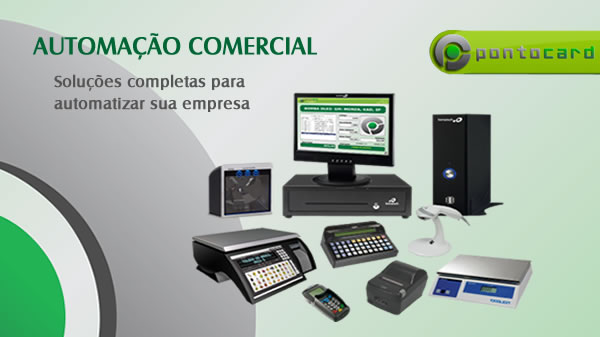 AUTOMAÇÃO COMERCIAL
pontocard
Soluções completas para
automatizar sua empresa